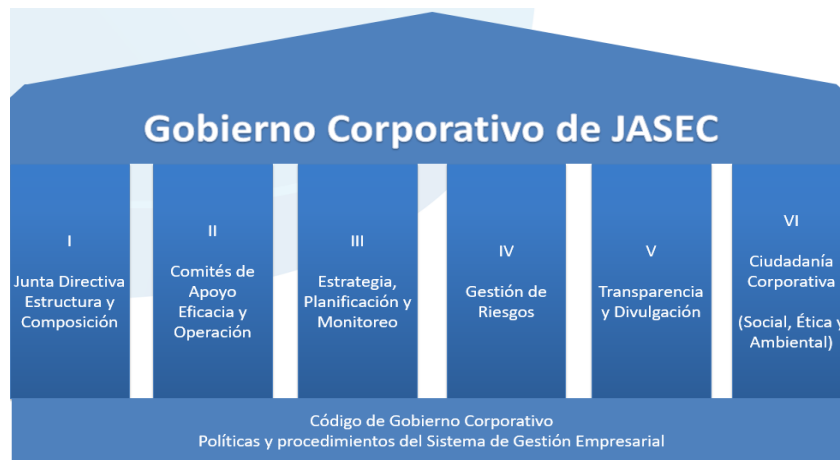 Gobierno Corporativo de JASEC
I
Junta Directiva
Estructura y
Composición
II
Comités de
Apoyo
Eficacia y
Operación
III
Estrategia,
Planificación y
Monitoreo
IV
Gestión de
Riesgos
V
Transparencia
y Divulgación
VI
Ciudadanía
Corporativa
(Social, Ética y
Ambiental)
Código de Gobierno Corporativo
Políticas y procedimientos del Sistema de Gestión Empresarial